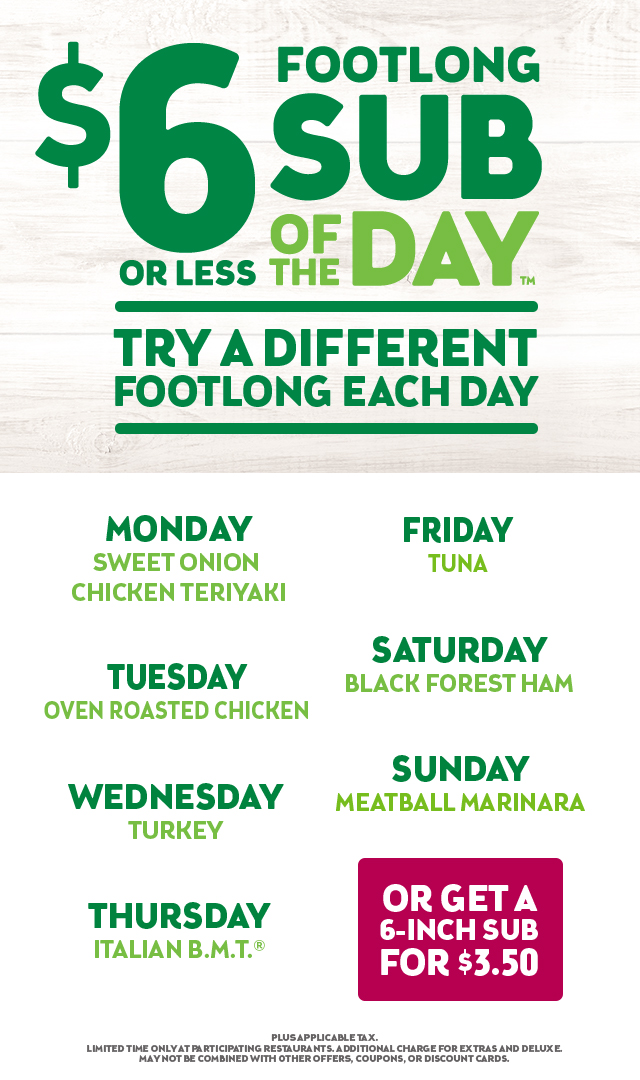 $6
OR LESS
FOOTLONG
SUB
OF
THE
DAY™
TRY A DIFFERENT
FOOTLONG EACH DAY
MONDAY
SWEET ONION
CHICKEN TERIYAKI
TUESDAY
OVEN ROASTED CHICKEN
WEDNESDAY
TURKEY
THURSDAY
ITALIAN B.M.T.®
FRIDAY
TUNA
SATURDAY
BLACK FOREST HAM
SUNDAY
MEATBALL MARINARA
OR GET A
6-INCH SUB
FOR $3.50
PLUS APPLICABLE TAX.
LIMITED TIME ONLY AT PARTICIPATING RESTAURANTS. ADDITIONAL CHARGE FOR EXTRAS AND DELUXE.
MAY NOT BE COMBINED WITH OTHER OFFERS, COUPONS, OR DISCOUNT CARDS.